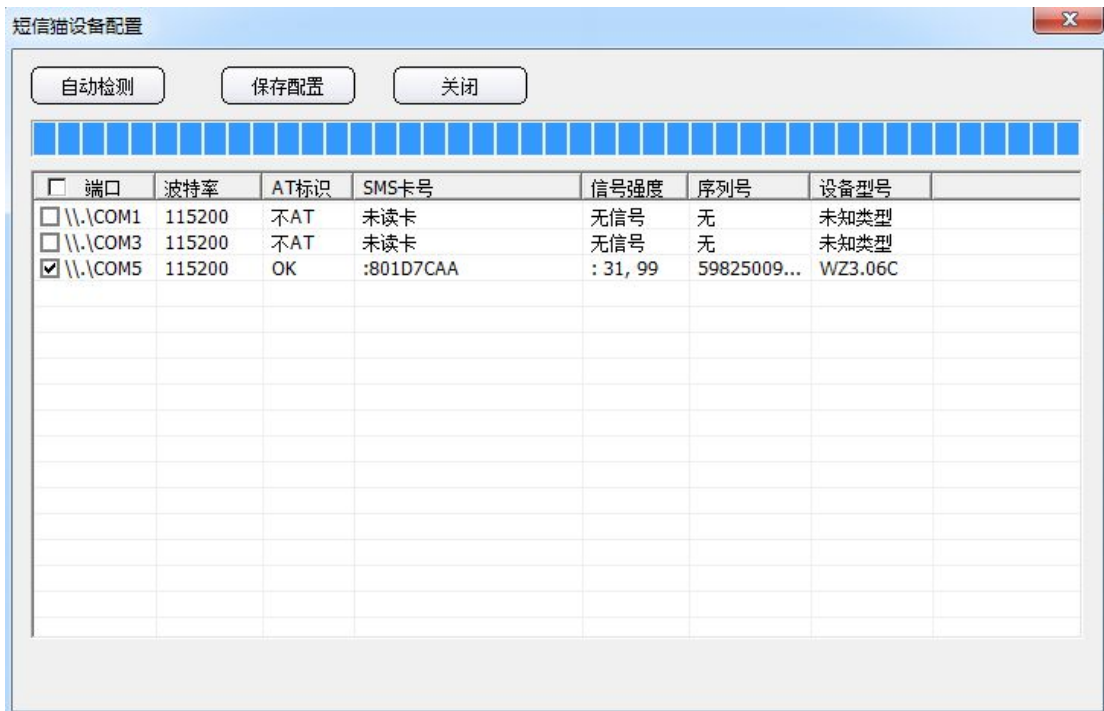 短信猫设备配置
自动检测 保存配置 关闭
端口 波特率 AT标识 SMS卡号 信号强度 序列号 设备型号
\\.\COM1 115200 不AT 未读卡 无信号 无 未知类型
\\.\COM3 115200 不AT 未读卡 无信号 无 未知类型
\\.\COM5 115200 OK :801D7CAA : 31, 99 59825009... WZ3.06C